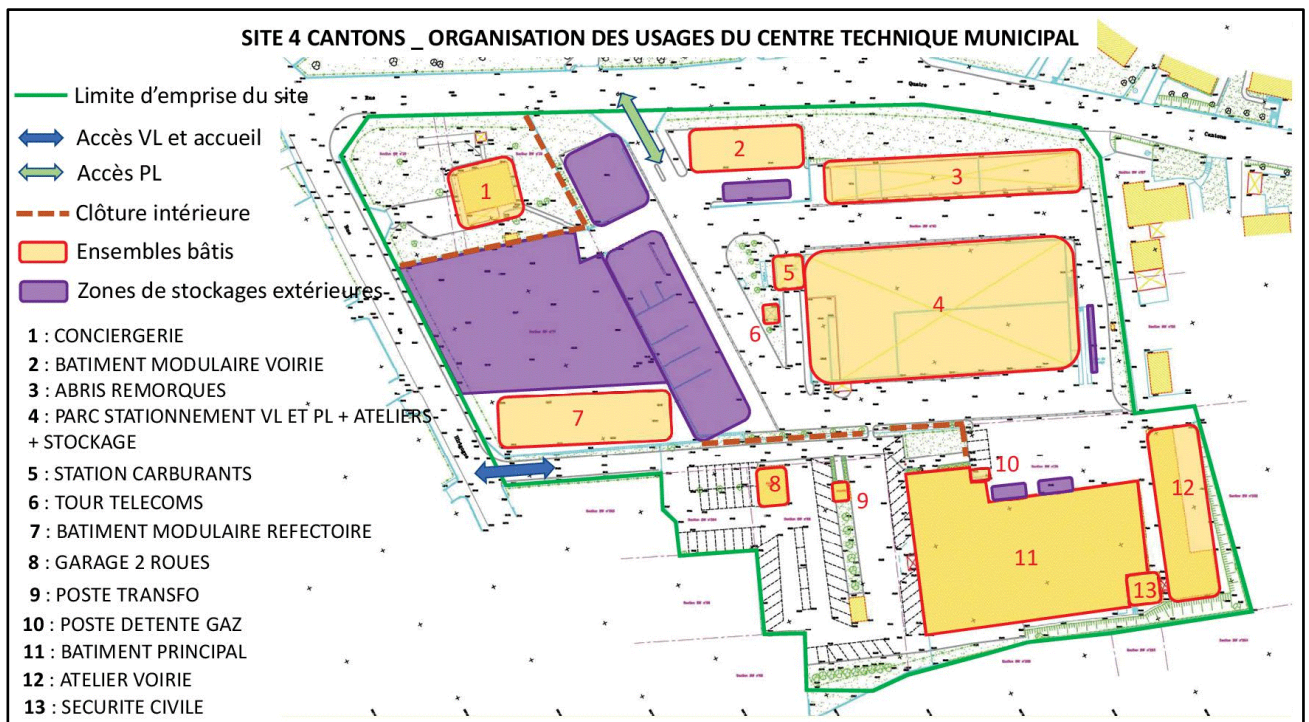 SITE 4 CANTONS _ ORGANISATION DES USAGES DU CENTRE TECHNIQUE MUNICIPAL
Limite d'emprise du site
Accès VL et accueil
Accès PL
Clôture intérieure
Ensembles bâtis
Zones de stockages extérieures
1 : CONCIERGERIE
2 : BATIMENT MODULAIRE VOIRIE
3 : ABRIS REMORQUES
4 : PARC STATIONNEMENT VL ET PL + ATELIERS
+ STOCKAGE
5 : STATION CARBURANTS
6 : TOUR TELECOMS
7 : BATIMENT MODULAIRE REFECTOIRE
8 : GARAGE 2 ROUES
9 : POSTE TRANSFO
10 : POSTE DETENTE GAZ
11 : BATIMENT PRINCIPAL
12 : ATELIER VOIRIE
13 : SECURITE CIVILE
Rue
Quatre
Cantons
1
2
3
4
5
6
7
8
9
10
11
12
13